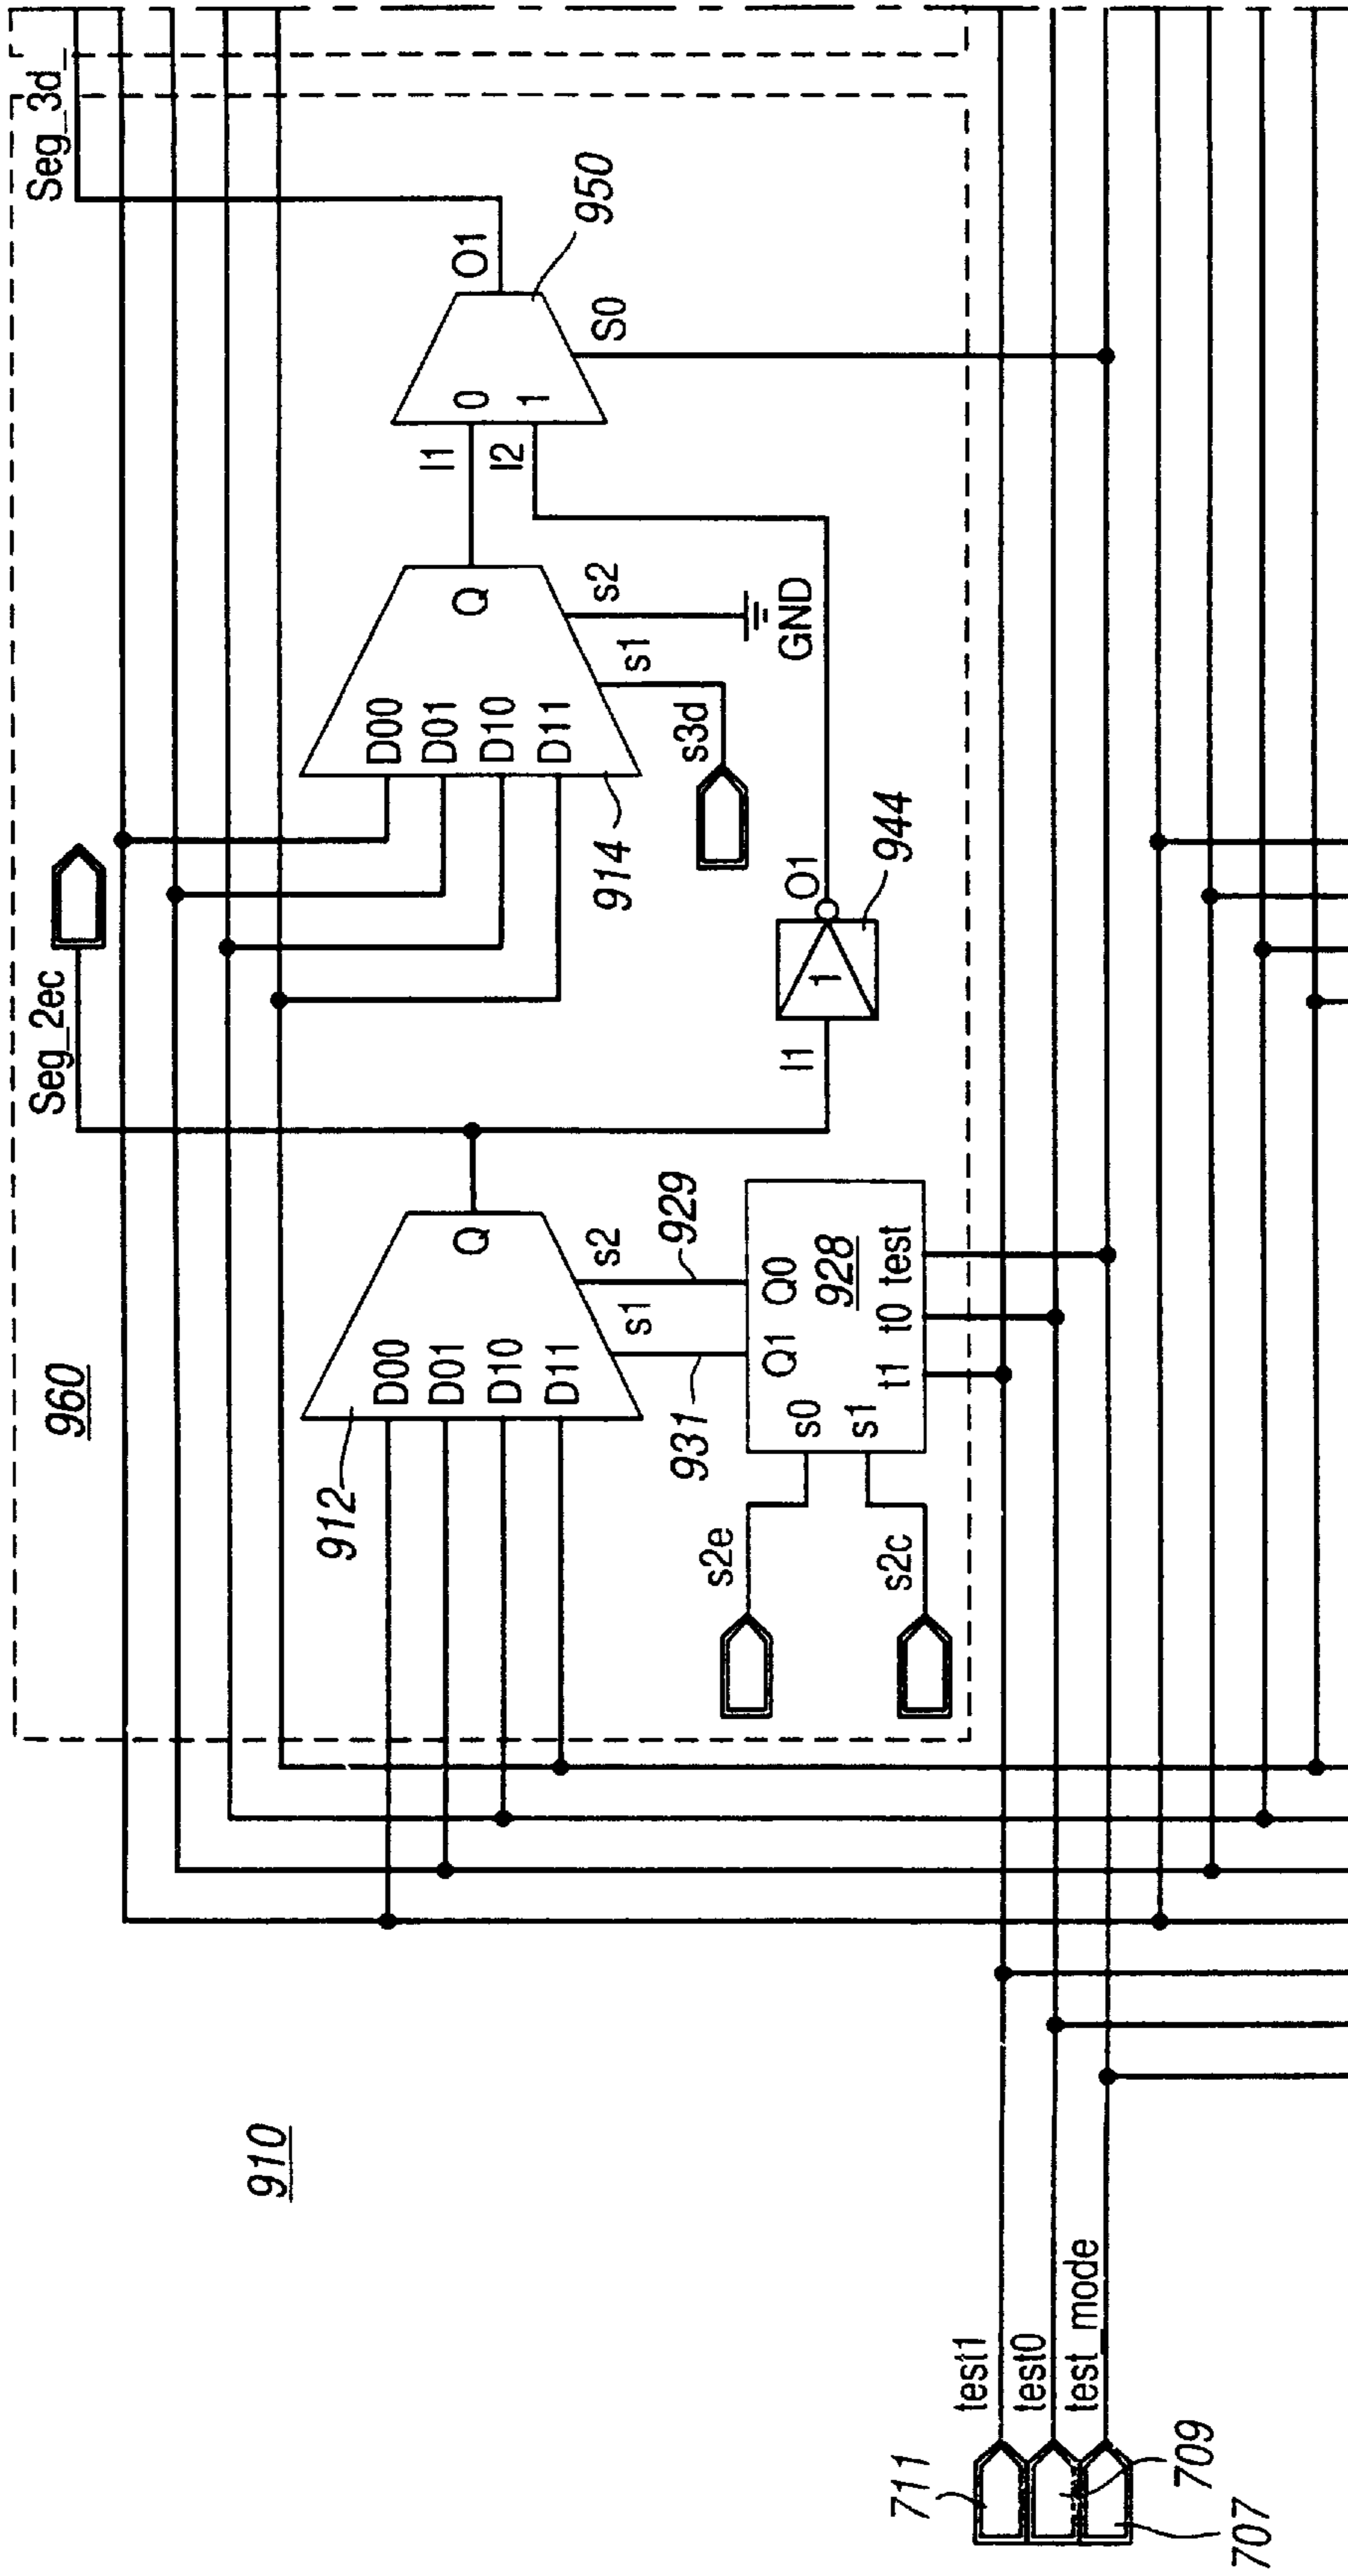 910
960
Seg_2ec
Seg_3d_
912
D00
D01
D10
D11
Q
s1
s2
931
929
Q1
Q0
928
s0
s1
t1
t0
test
s2e
s2c
914
D00
D01
D10
D11
Q
s1
s2
s3d
GND
I1
1
O1
944
I1
I2
0
1
O1
S0
950
test1
test0
test_mode
711
709
707